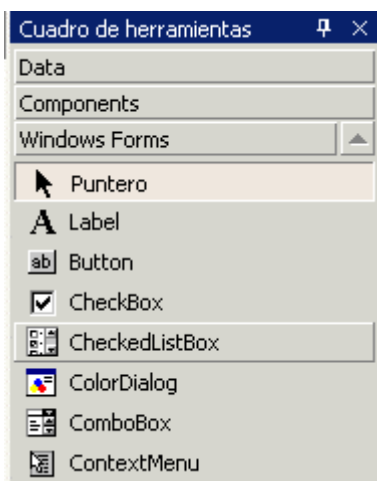 Cuadro de herramientas
Data
Components
Windows Forms
Puntero
A Label
ab Button
CheckBox
CheckedListBox
ColorDialog
ComboBox
ContextMenu